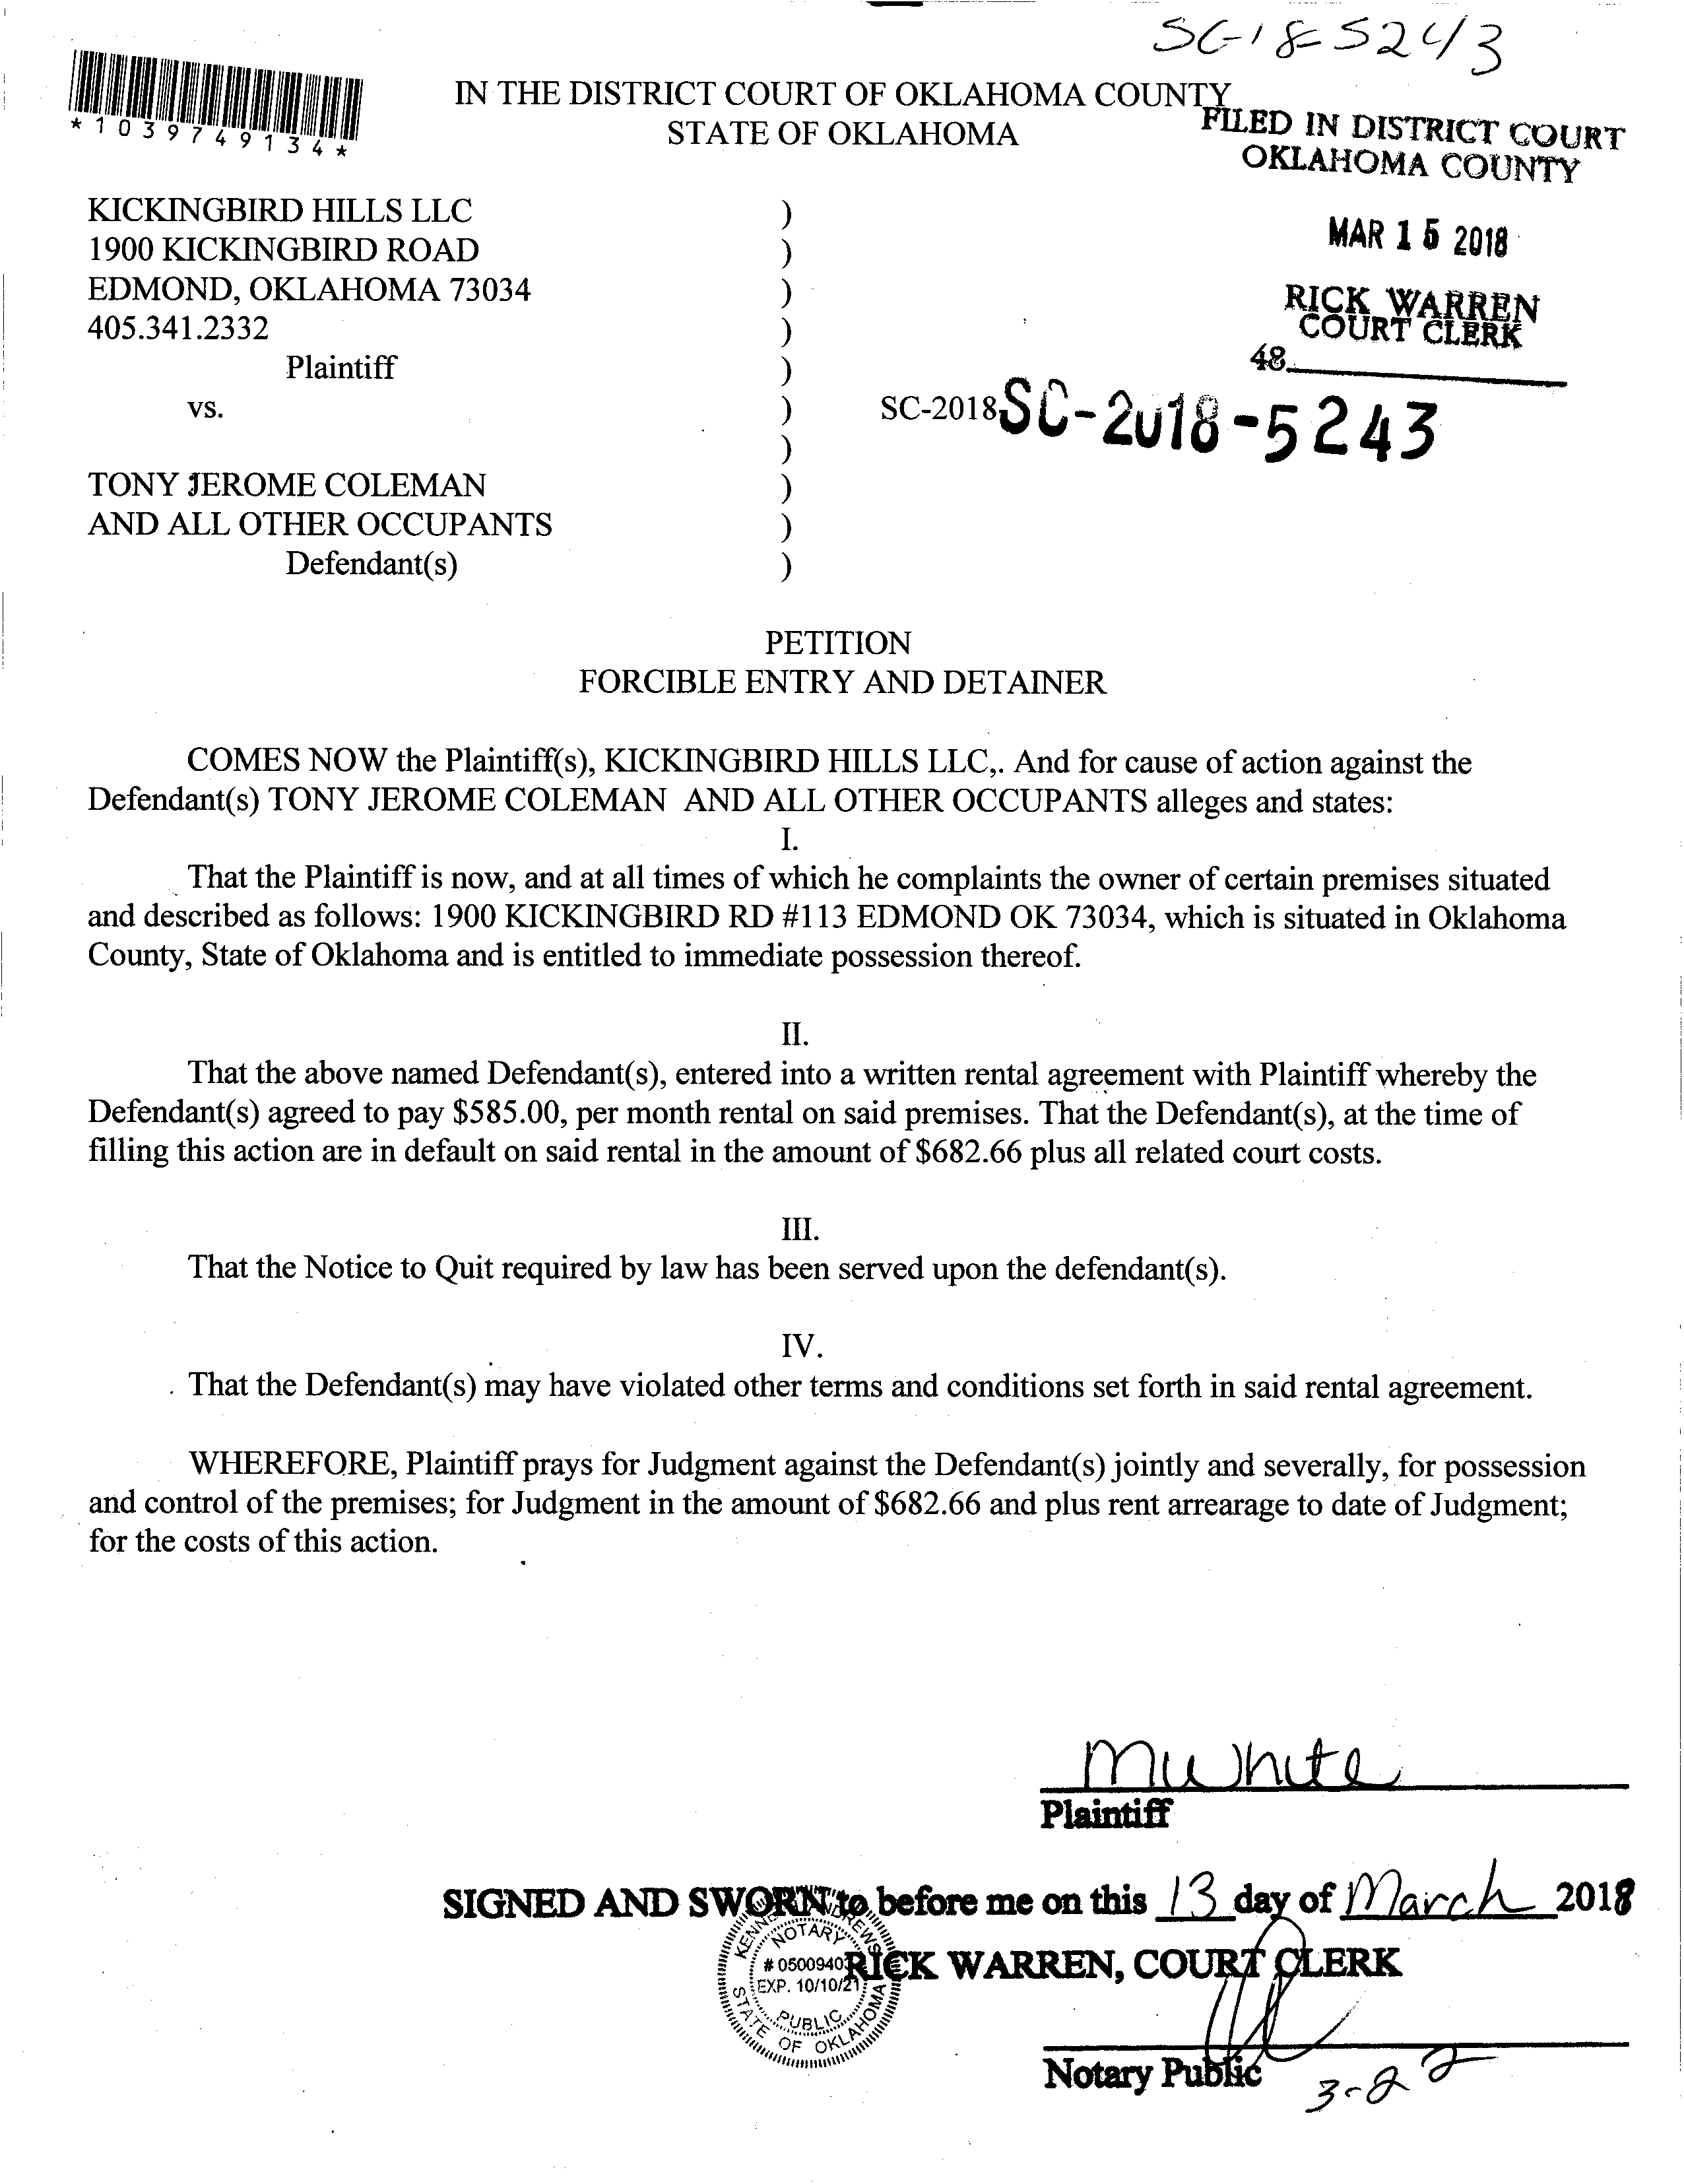 SC-18-5243
*1039749134*
IN THE DISTRICT COURT OF OKLAHOMA COUNTY
STATE OF OKLAHOMA
FILED IN DISTRICT COURT
OKLAHOMA COUNTY
MAR 15 2018
RICK WARREN
COURT CLERK
48
KICKINGBIRD HILLS LLC )
1900 KICKINGBIRD ROAD )
EDMOND, OKLAHOMA 73034 )
405.341.2332 )
Plaintiff )
vs. ) SC-2018 SC-2018-5243
)
TONY JEROME COLEMAN )
AND ALL OTHER OCCUPANTS )
Defendant(s) )
PETITION
FORCIBLE ENTRY AND DETAINER
COMES NOW the Plaintiff(s), KICKINGBIRD HILLS LLC,. And for cause of action against the
Defendant(s) TONY JEROME COLEMAN AND ALL OTHER OCCUPANTS alleges and states:
I.
That the Plaintiff is now, and at all times of which he complaints the owner of certain premises situated
and described as follows: 1900 KICKINGBIRD RD #113 EDMOND OK 73034, which is situated in Oklahoma
County, State of Oklahoma and is entitled to immediate possession thereof.
II.
That the above named Defendant(s), entered into a written rental agreement with Plaintiff whereby the
Defendant(s) agreed to pay $585.00, per month rental on said premises. That the Defendant(s), at the time of
filling this action are in default on said rental in the amount of $682.66 plus all related court costs.
III.
That the Notice to Quit required by law has been served upon the defendant(s).
IV.
That the Defendant(s) may have violated other terms and conditions set forth in said rental agreement.
WHEREFORE, Plaintiff prays for Judgment against the Defendant(s) jointly and severally, for possession
and control of the premises; for Judgment in the amount of $682.66 and plus rent arrearage to date of Judgment;
for the costs of this action.
MWhite
Plaintiff
SIGNED AND SWORN to before me on this 13 day of March 2018
RICK WARREN, COURT CLERK
NOTARY
# 0500940
EXP. 10/10/21
PUBLIC
STATE OF OKLAHOMA
Notary Public
3-22